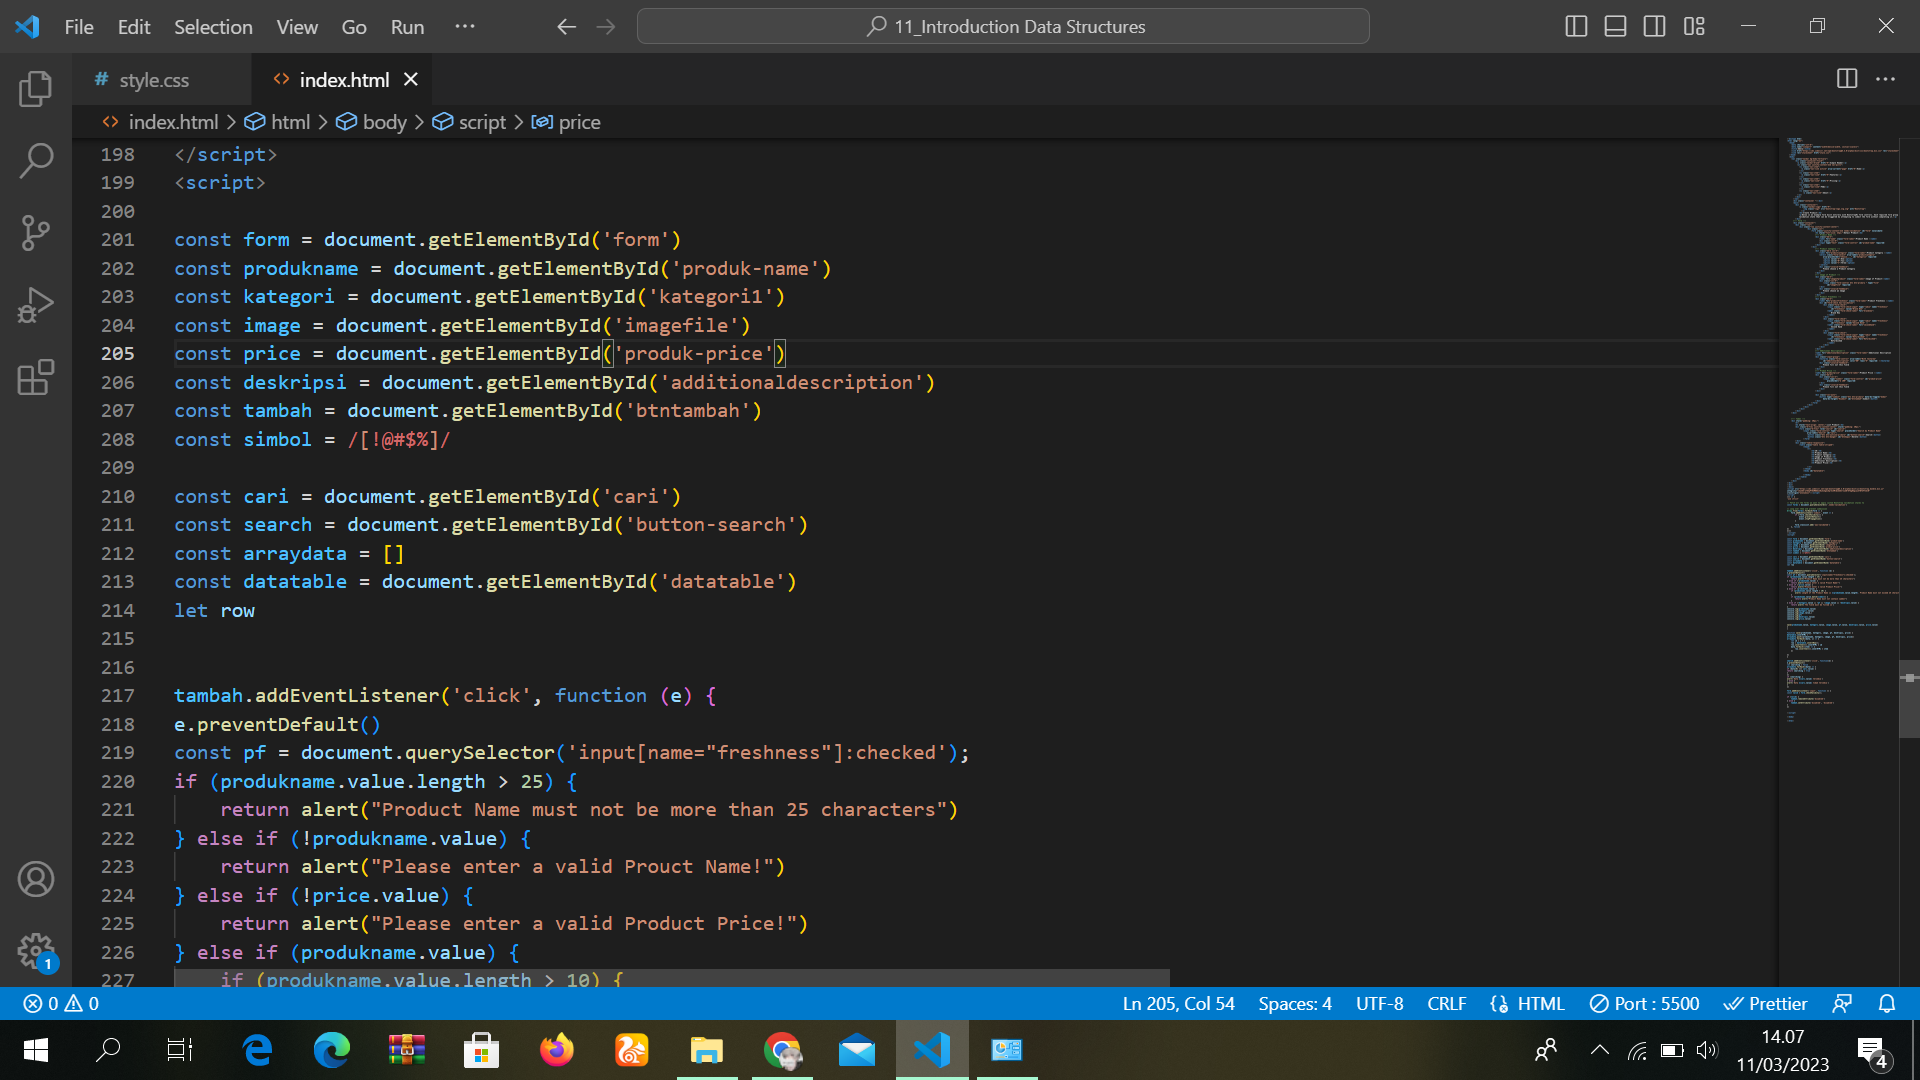 File Edit Selection View Go Run ···
11_Introduction Data Structures
# style.css
<> index.html
<> index.html > html > body > script > price
198 </script>
199 <script>
200
201 const form = document.getElementById('form')
202 const produkname = document.getElementById('produk-name')
203 const kategori = document.getElementById('kategori1')
204 const image = document.getElementById('imagefile')
205 const price = document.getElementById('produk-price')
206 const deskripsi = document.getElementById('additionaldescription')
207 const tambah = document.getElementById('btntambah')
208 const simbol = /[!@#$%]/
209
210 const cari = document.getElementById('cari')
211 const search = document.getElementById('button-search')
212 const arraydata = []
213 const datatable = document.getElementById('datatable')
214 let row
215
216
217 tambah.addEventListener('click', function (e) {
218 e.preventDefault()
219 const pf = document.querySelector('input[name="freshness"]:checked');
220 if (produkname.value.length > 25) {
221 return alert("Product Name must not be more than 25 characters")
222 } else if (!produkname.value) {
223 return alert("Please enter a valid Prouct Name!")
224 } else if (!price.value) {
225 return alert("Please enter a valid Product Price!")
226 } else if (produkname.value) {
227 if (produkname.value.length > 10) {
1
0 0
Ln 205, Col 54 Spaces: 4 UTF-8 CRLF HTML Port : 5500 Prettier
14.07
11/03/2023
4